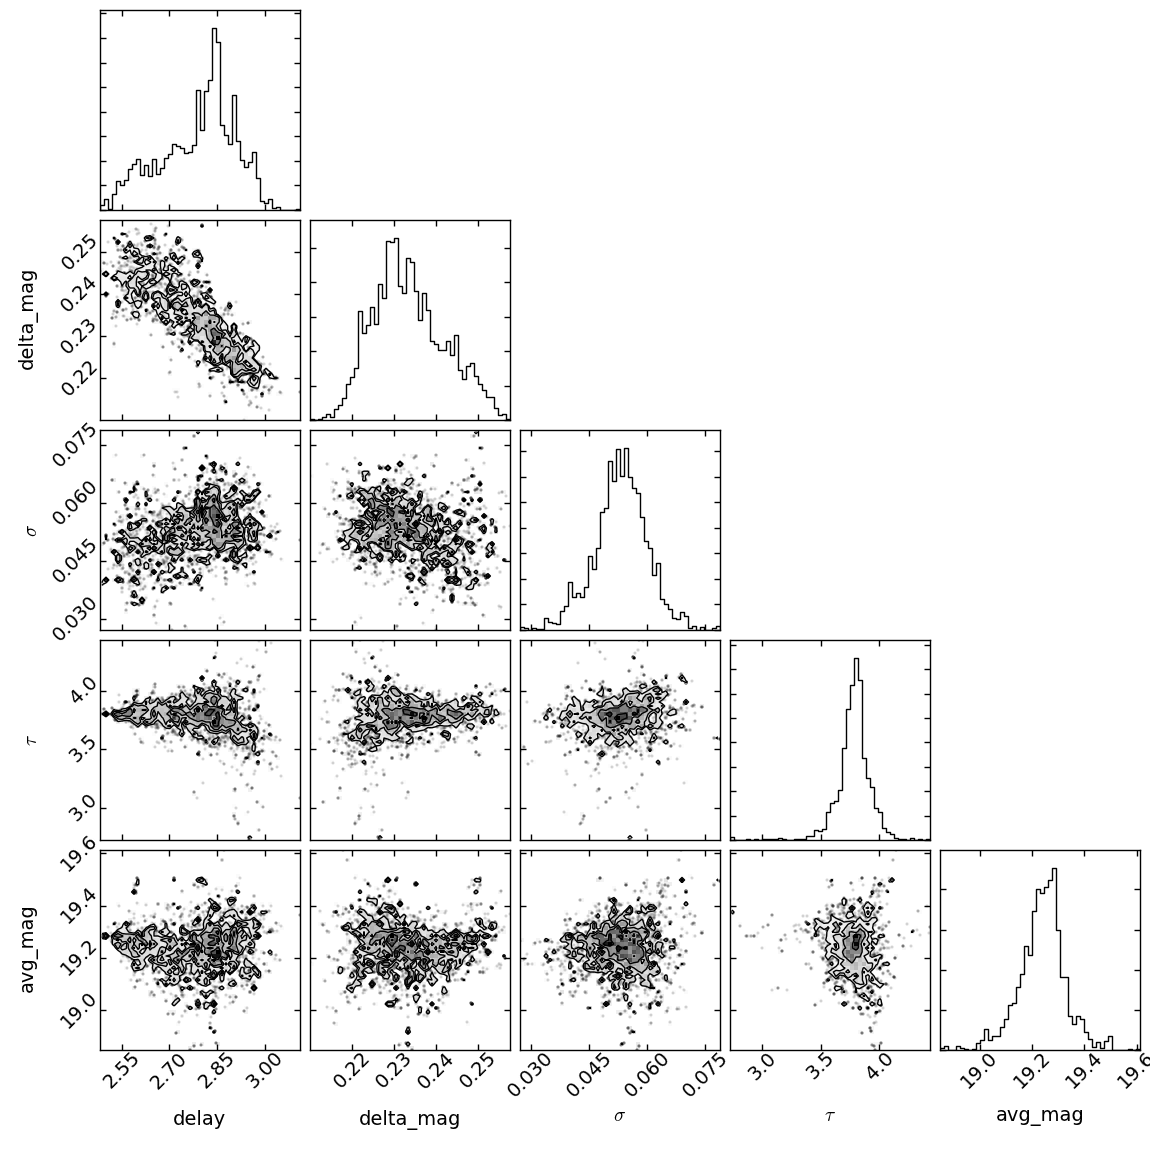 0.25
0.24
0.23
0.22
delta_mag
0.075
0.060
0.045
0.030
σ
4.0
3.5
3.0
τ
19.6
19.4
19.2
19.0
avg_mag
2.55 2.70 2.85 3.00
0.22 0.23 0.24 0.25
0.030 0.045 0.060 0.075
3.0 3.5 4.0
19.0 19.2 19.4 19.6
delay delta_mag σ τ avg_mag